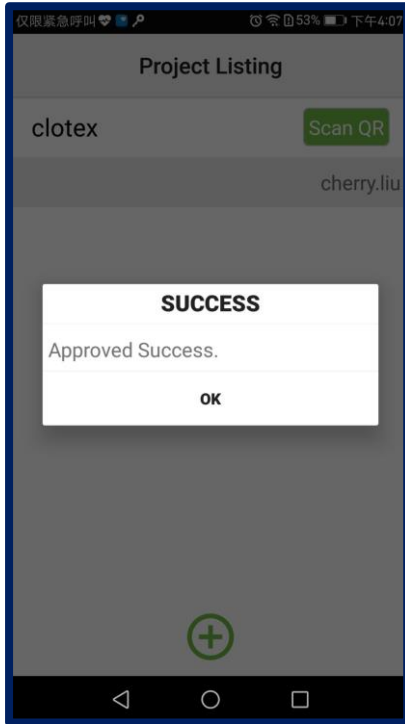 仅限紧急呼叫 53% 下午4:07
Project Listing
clotex Scan QR
cherry.liu
SUCCESS
Approved Success.
OK